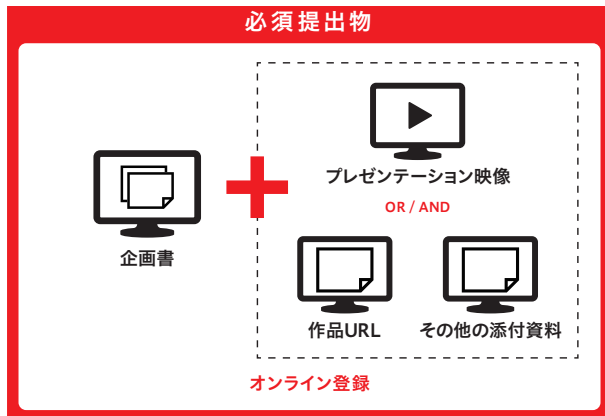 必須提出物
プレゼンテーション映像
OR / AND
企画書
作品URL
その他の添付資料
オンライン登録